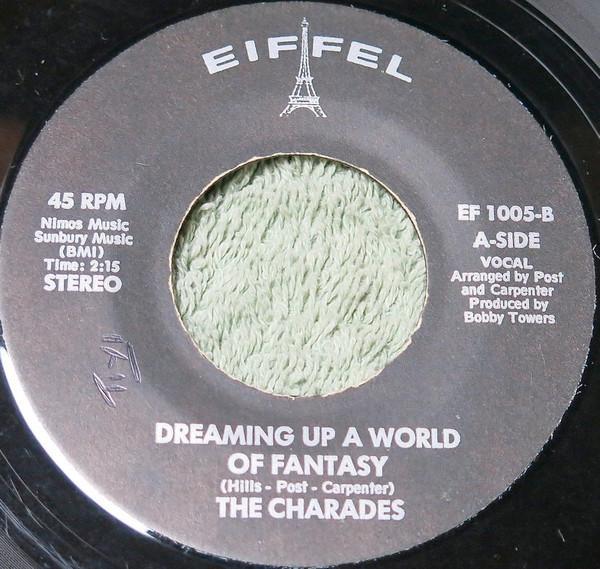 EIFFEL
45 RPM
Nimos Music
Sunbury Music
(BMI)
Time: 2:15
STEREO
EF 1005-B
A-SIDE
VOCAL
Arranged by Post
and Carpenter
Produced by
Bobby Towers
DREAMING UP A WORLD
OF FANTASY
(Hills - Post - Carpenter)
THE CHARADES